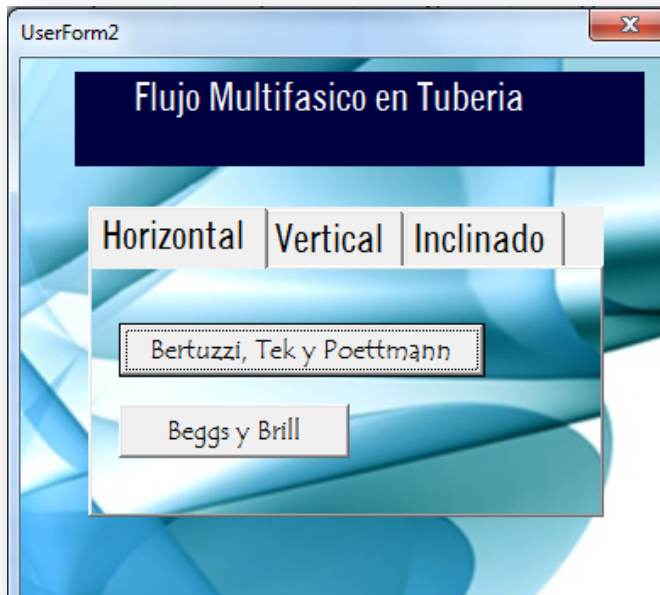 UserForm2
Flujo Multifasico en Tuberia
Horizontal Vertical Inclinado
Bertuzzi, Tek y Poettmann
Beggs y Brill